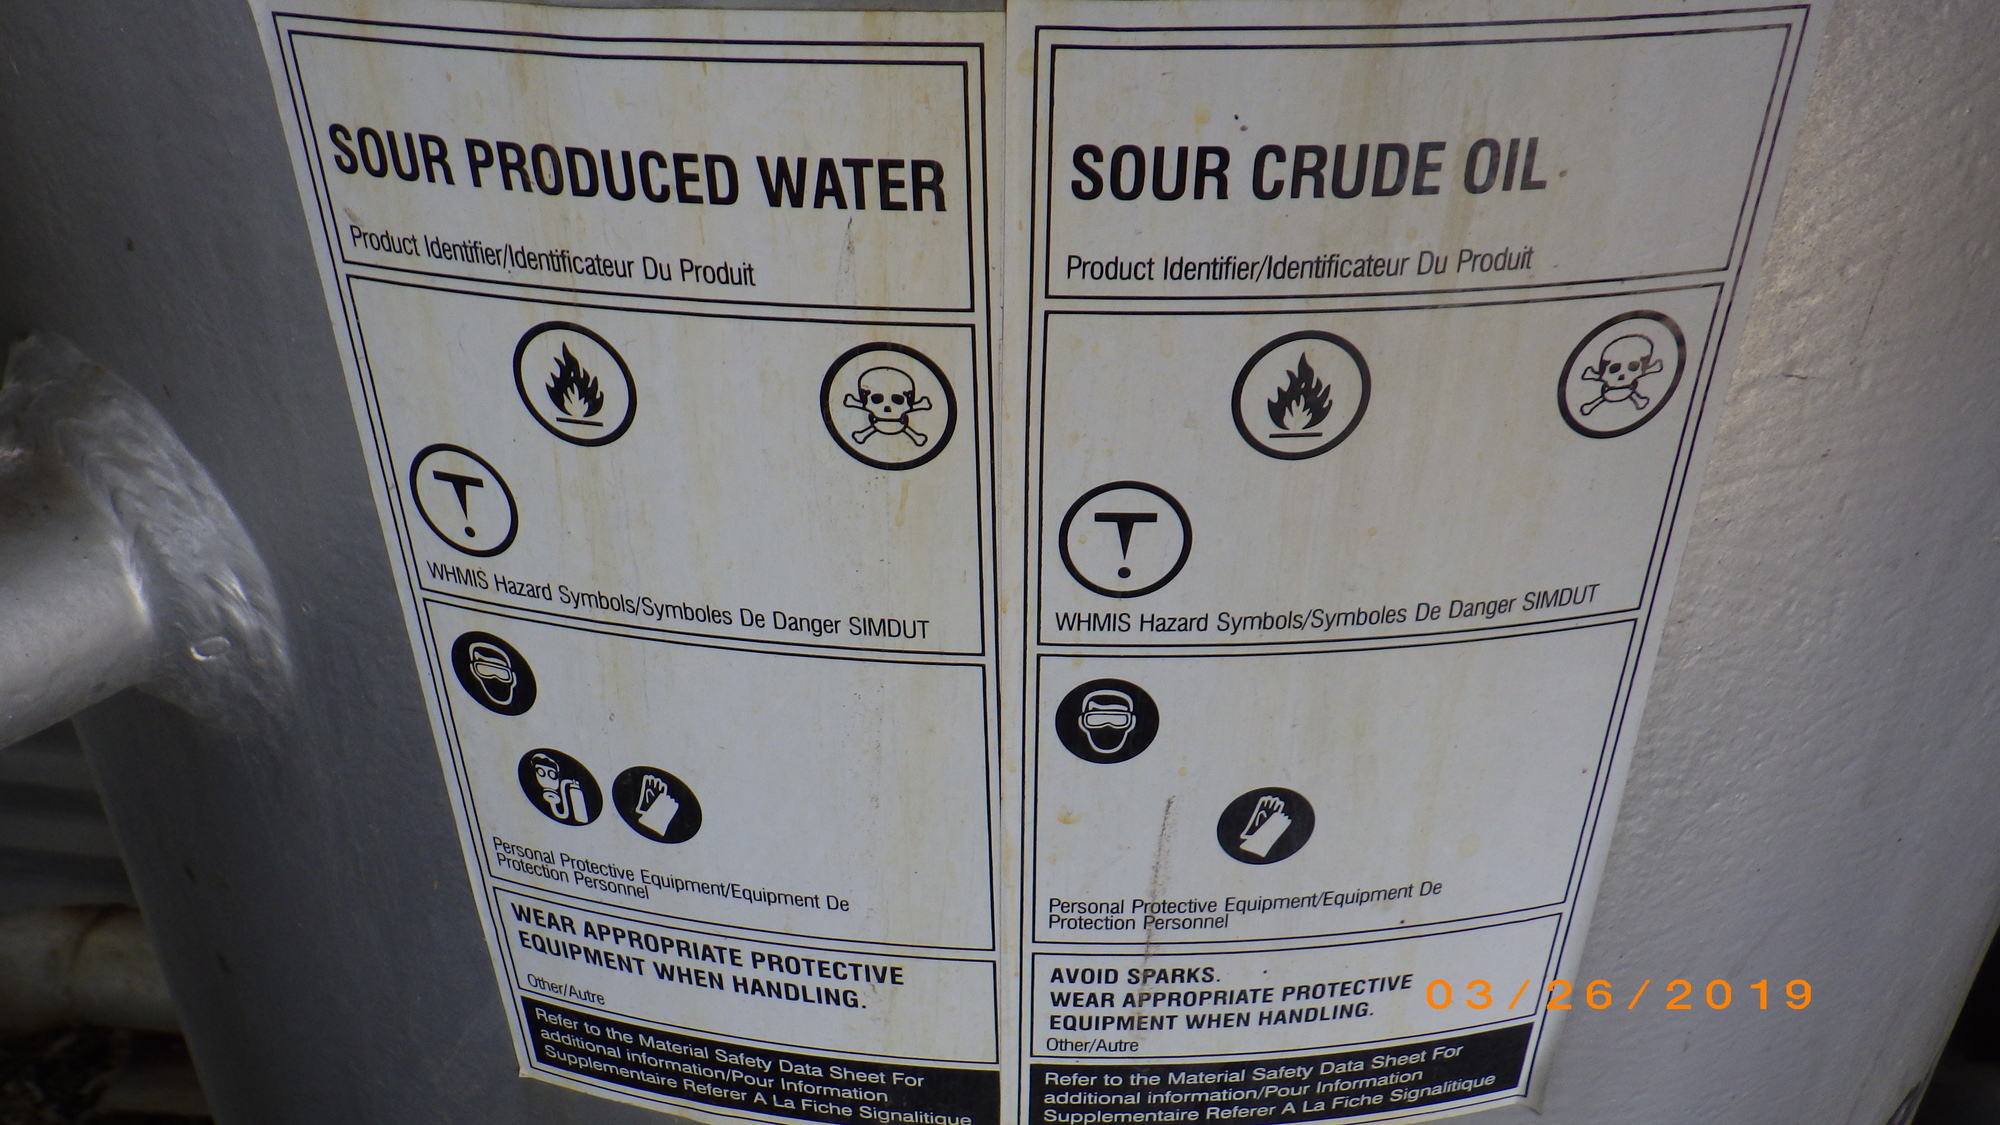 SOUR PRODUCED WATER
Product Identifier/Identificateur Du Produit
WHMIS Hazard Symbols/Symboles De Danger SIMDUT
Personal Protective Equipment/Equipment De
Protection Personnel
WEAR APPROPRIATE PROTECTIVE
EQUIPMENT WHEN HANDLING.
Other/Autre
Refer to the Material Safety Data Sheet For
additional information/Pour Information
Supplementaire Referer A La Fiche Signalitique
SOUR CRUDE OIL
Product Identifier/Identificateur Du Produit
WHMIS Hazard Symbols/Symboles De Danger SIMDUT
Personal Protective Equipment/Equipment De
Protection Personnel
AVOID SPARKS.
WEAR APPROPRIATE PROTECTIVE
EQUIPMENT WHEN HANDLING.
Other/Autre
Refer to the Material Safety Data Sheet For
additional information/Pour Information
Supplementaire Referer A La Fiche Signalitique
03/26/2019